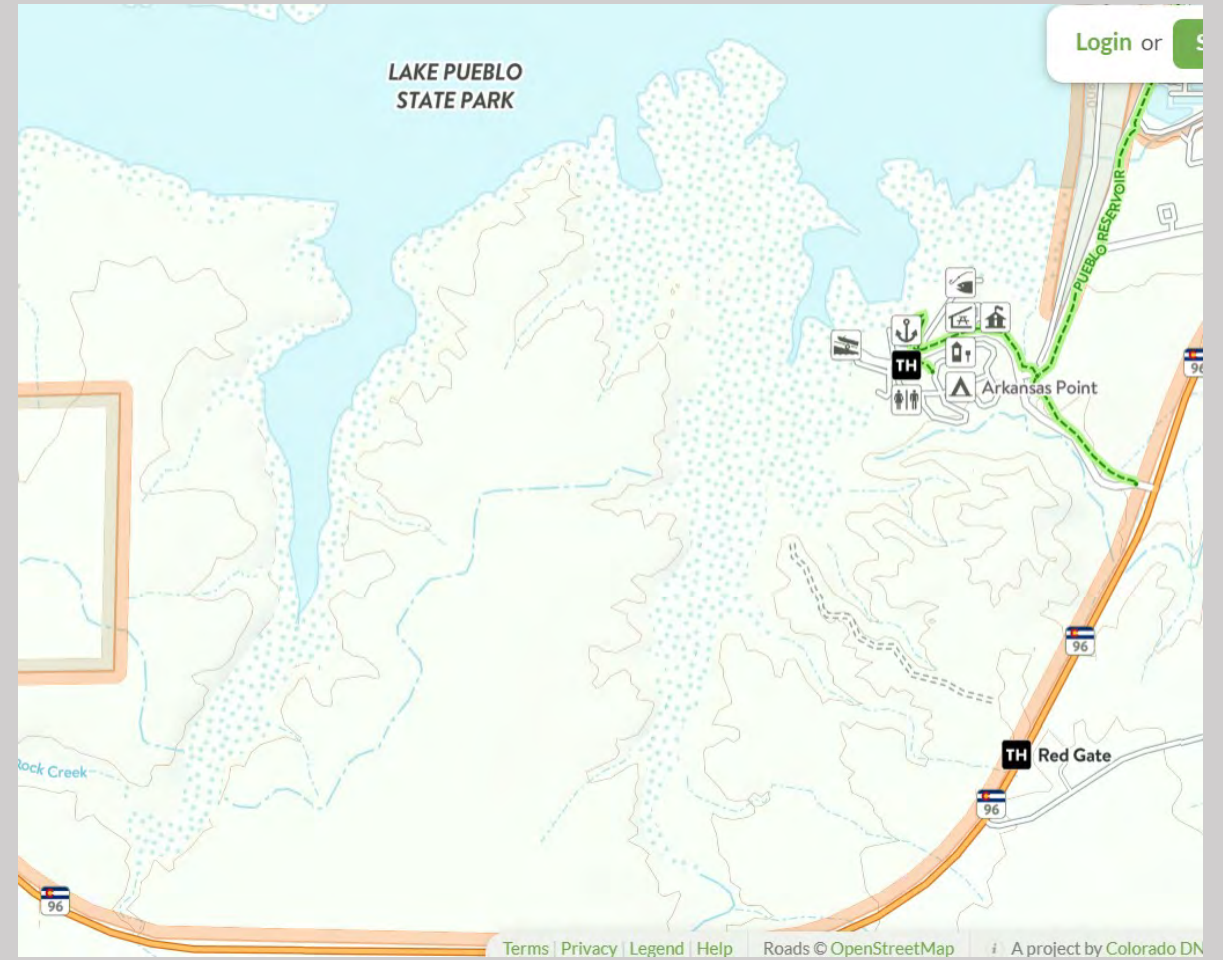 Login or S
LAKE PUEBLO
STATE PARK
PUEBLO RESERVOIR
96
TH
Arkansas Point
96
TH Red Gate
96
Rock Creek
96
Terms | Privacy | Legend | Help Roads © OpenStreetMap i A project by Colorado DN